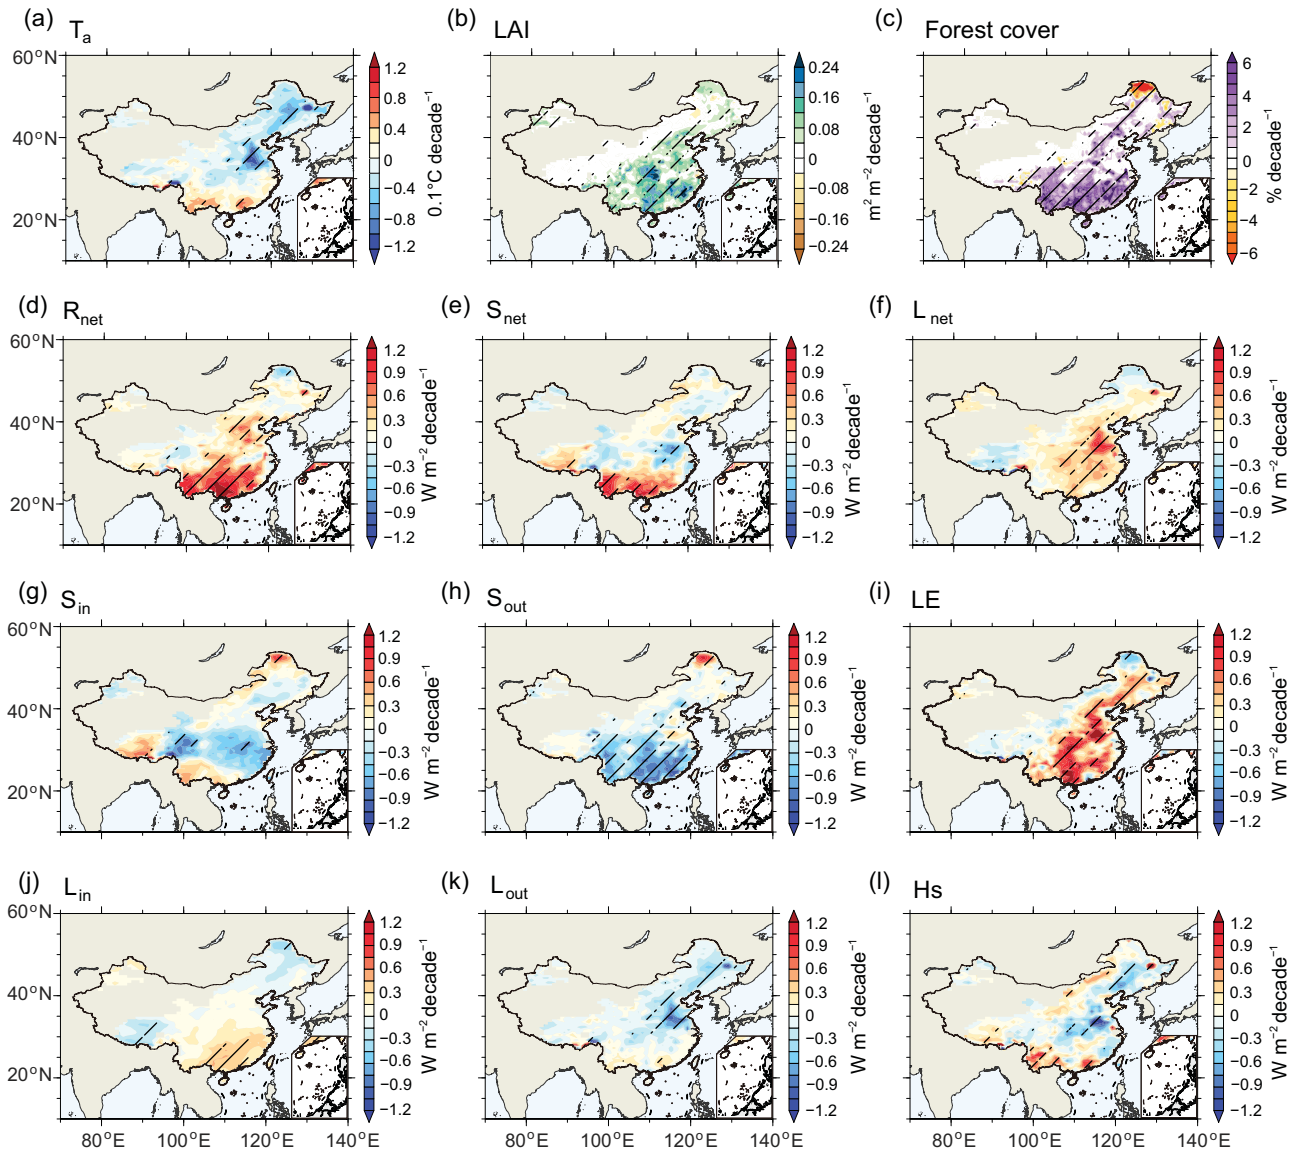 (a) Tₐ (b) LAI (c) Forest cover
60°N 40°N 20°N
1.2 0.8 0.4 0 −0.4 −0.8 −1.2 0.1°C decade⁻¹
0.24 0.16 0.08 0 −0.08 −0.16 −0.24 m² m⁻² decade⁻¹
6 4 2 0 −2 −4 −6 % decade⁻¹
(d) R_net (e) S_net (f) L_net
60°N 40°N 20°N
1.2 0.9 0.6 0.3 0 −0.3 −0.6 −0.9 −1.2 W m⁻² decade⁻¹
1.2 0.9 0.6 0.3 0 −0.3 −0.6 −0.9 −1.2 W m⁻² decade⁻¹
1.2 0.9 0.6 0.3 0 −0.3 −0.6 −0.9 −1.2 W m⁻² decade⁻¹
(g) S_in (h) S_out (i) LE
60°N 40°N 20°N
1.2 0.9 0.6 0.3 0 −0.3 −0.6 −0.9 −1.2 W m⁻² decade⁻¹
1.2 0.9 0.6 0.3 0 −0.3 −0.6 −0.9 −1.2 W m⁻² decade⁻¹
1.2 0.9 0.6 0.3 0 −0.3 −0.6 −0.9 −1.2 W m⁻² decade⁻¹
(j) L_in (k) L_out (l) Hs
60°N 40°N 20°N
1.2 0.9 0.6 0.3 0 −0.3 −0.6 −0.9 −1.2 W m⁻² decade⁻¹
1.2 0.9 0.6 0.3 0 −0.3 −0.6 −0.9 −1.2 W m⁻² decade⁻¹
1.2 0.9 0.6 0.3 0 −0.3 −0.6 −0.9 −1.2 W m⁻² decade⁻¹
80°E 100°E 120°E 140°E 80°E 100°E 120°E 140°E 80°E 100°E 120°E 140°E